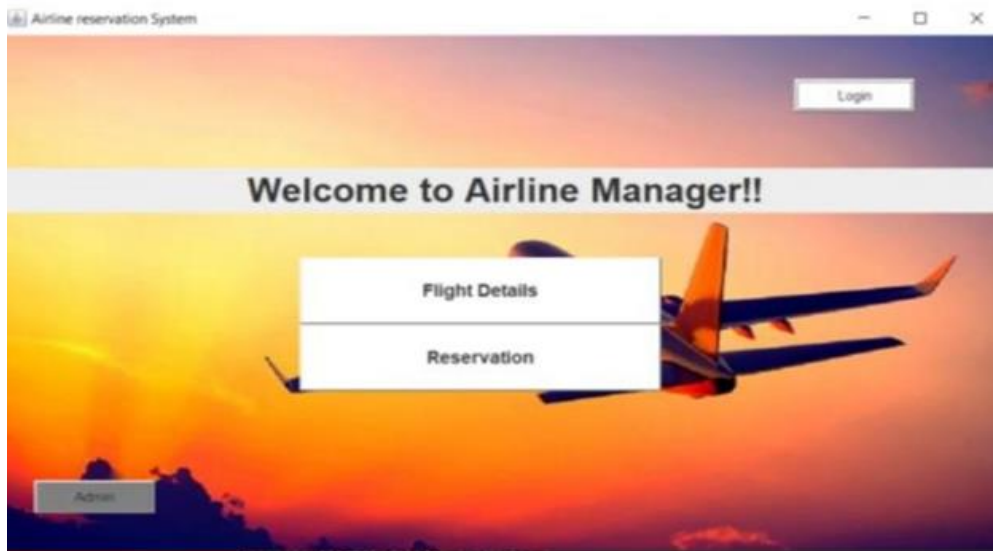 Airline reservation System
Login
Welcome to Airline Manager!!
Flight Details
Reservation
Admin